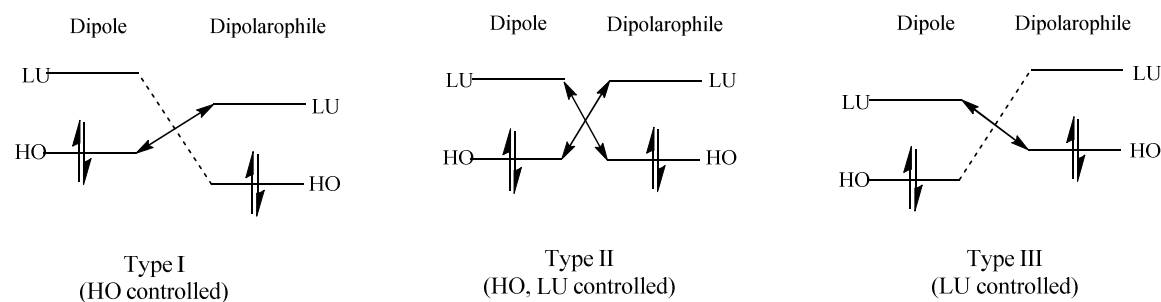 Dipole Dipolarophile
LU
LU
HO
HO
Type I
(HO controlled)
Dipole Dipolarophile
LU LU
HO HO
Type II
(HO, LU controlled)
Dipole Dipolarophile
LU
LU
HO
HO
Type III
(LU controlled)